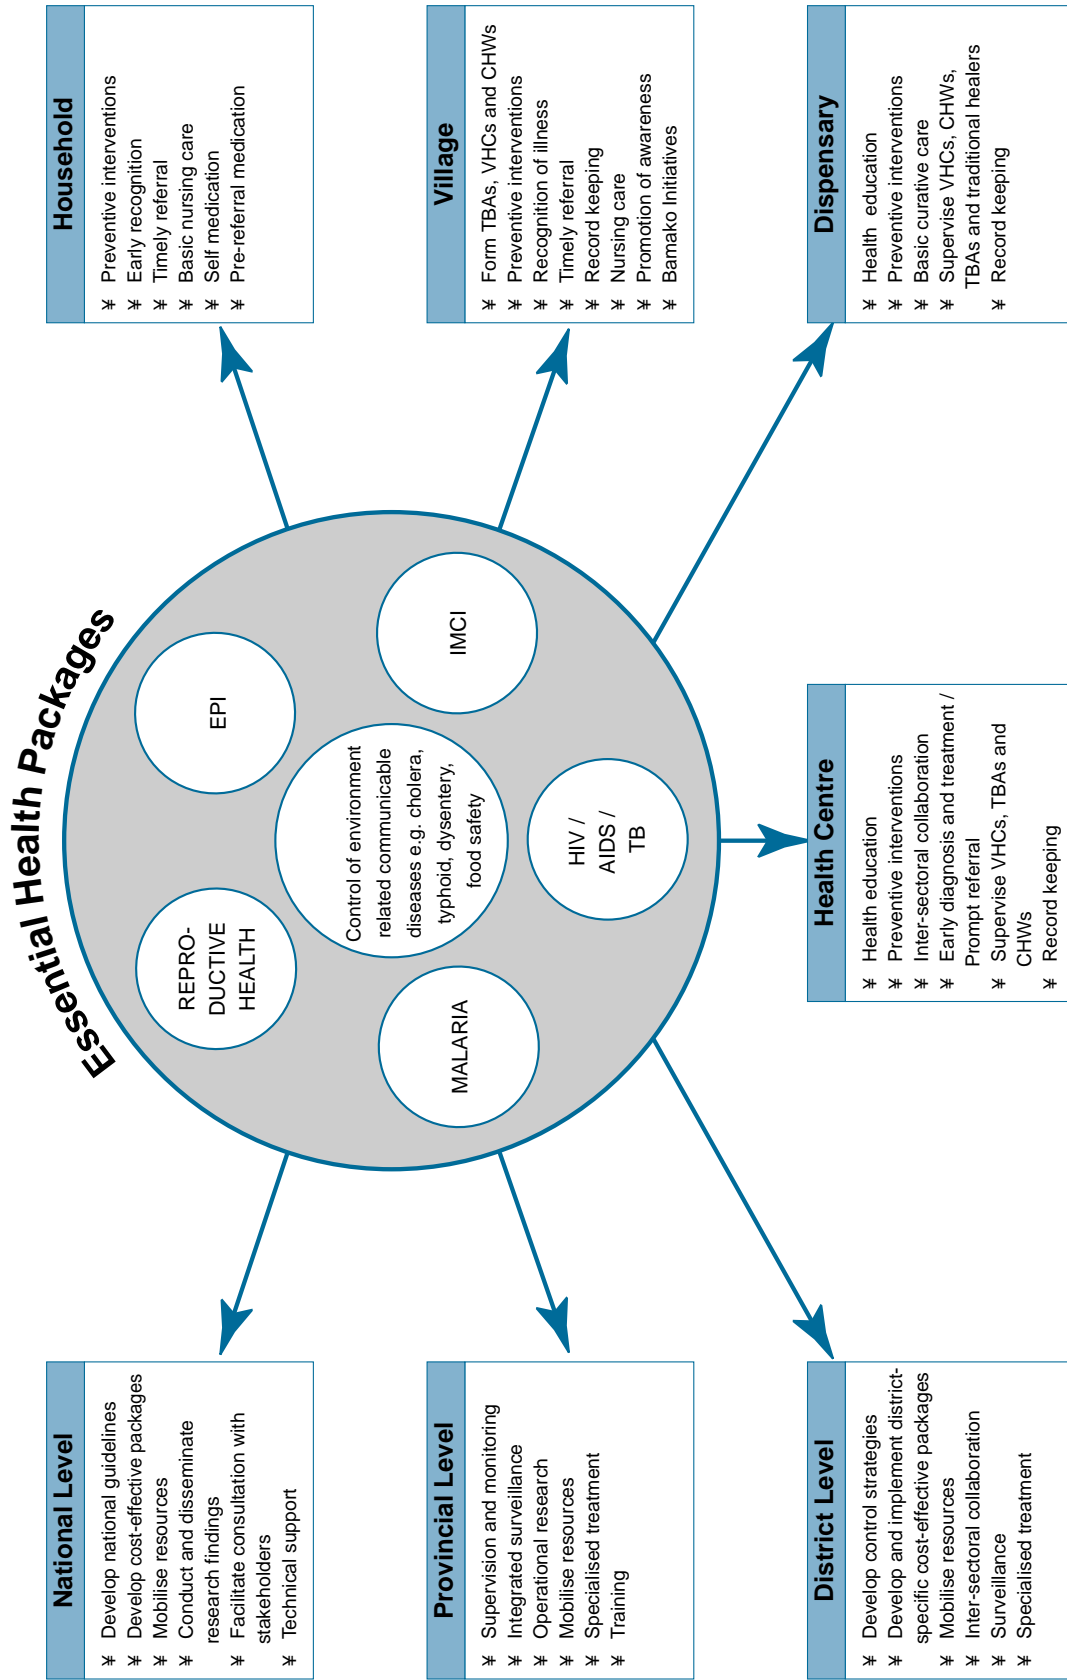 Essential Health Packages
National Level
¥ Develop national guidelines
¥ Develop cost-effective packages
¥ Mobilise resources
¥ Conduct and disseminate
research findings
¥ Facilitate consultation with
stakeholders
¥ Technical support
Provincial Level
¥ Supervision and monitoring
¥ Integrated surveillance
¥ Operational research
¥ Mobilise resources
¥ Specialised treatment
¥ Training
District Level
¥ Develop control strategies
¥ Develop and implement district-
specific cost-effective packages
¥ Mobilise resources
¥ Inter-sectoral collaboration
¥ Surveillance
¥ Specialised treatment
REPRO-
DUCTIVE
HEALTH
EPI
MALARIA
Control of environment
related communicable
diseases e.g. cholera,
typhoid, dysentery,
food safety
IMCI
HIV /
AIDS /
TB
Health Centre
¥ Health education
¥ Preventive interventions
¥ Inter-sectoral collaboration
¥ Early diagnosis and treatment /
Prompt referral
¥ Supervise VHCs, TBAs and
CHWs
¥ Record keeping
Household
¥ Preventive interventions
¥ Early recognition
¥ Timely referral
¥ Basic nursing care
¥ Self medication
¥ Pre-referral medication
Village
¥ Form TBAs, VHCs and CHWs
¥ Preventive interventions
¥ Recognition of illness
¥ Timely referral
¥ Record keeping
¥ Nursing care
¥ Promotion of awareness
¥ Bamako Initiatives
Dispensary
¥ Health education
¥ Preventive interventions
¥ Basic curative care
¥ Supervise VHCs, CHWs,
TBAs and traditional healers
¥ Record keeping